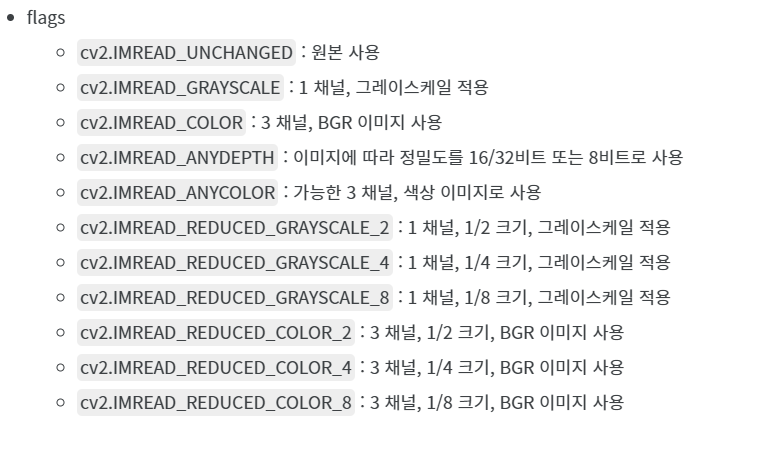 flags
cv2.IMREAD_UNCHANGED : 원본 사용
cv2.IMREAD_GRAYSCALE : 1 채널, 그레이스케일 적용
cv2.IMREAD_COLOR : 3 채널, BGR 이미지 사용
cv2.IMREAD_ANYDEPTH : 이미지에 따라 정밀도를 16/32비트 또는 8비트로 사용
cv2.IMREAD_ANYCOLOR : 가능한 3 채널, 색상 이미지로 사용
cv2.IMREAD_REDUCED_GRAYSCALE_2 : 1 채널, 1/2 크기, 그레이스케일 적용
cv2.IMREAD_REDUCED_GRAYSCALE_4 : 1 채널, 1/4 크기, 그레이스케일 적용
cv2.IMREAD_REDUCED_GRAYSCALE_8 : 1 채널, 1/8 크기, 그레이스케일 적용
cv2.IMREAD_REDUCED_COLOR_2 : 3 채널, 1/2 크기, BGR 이미지 사용
cv2.IMREAD_REDUCED_COLOR_4 : 3 채널, 1/4 크기, BGR 이미지 사용
cv2.IMREAD_REDUCED_COLOR_8 : 3 채널, 1/8 크기, BGR 이미지 사용